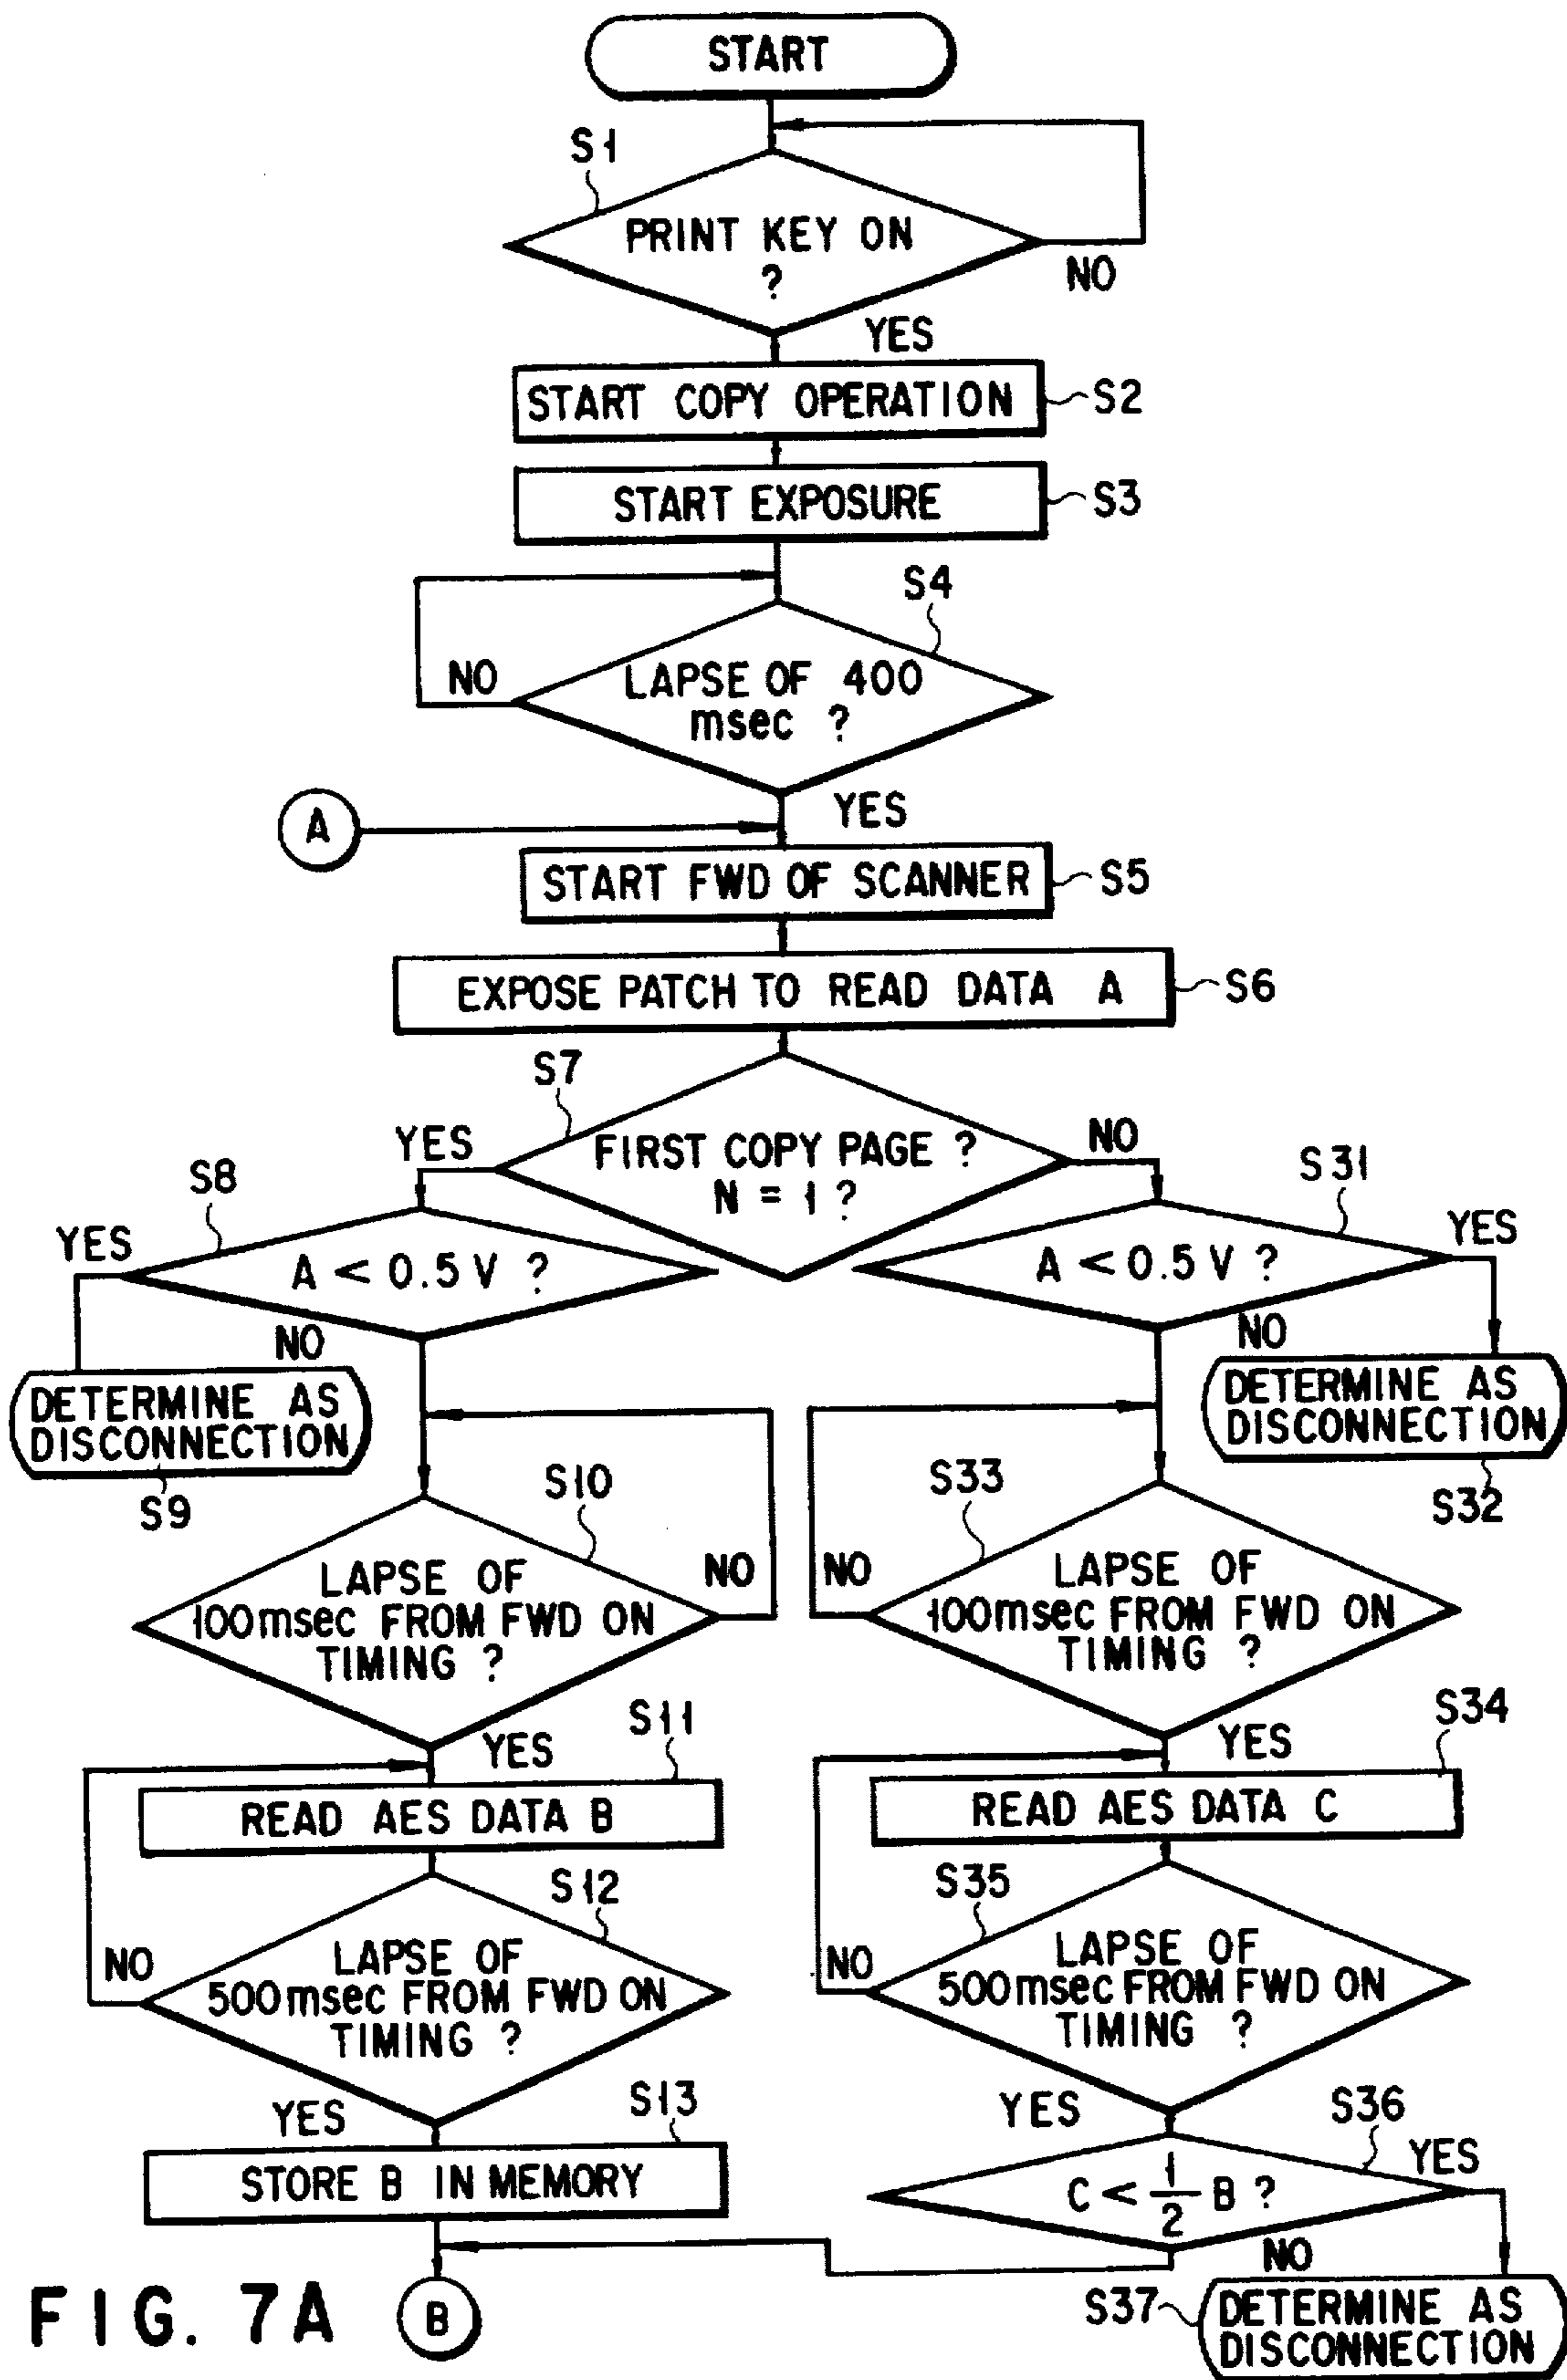 START
S1
PRINT KEY ON
?
NO
YES
START COPY OPERATION
S2
START EXPOSURE
S3
S4
NO
LAPSE OF 400
msec ?
YES
A
START FWD OF SCANNER
S5
EXPOSE PATCH TO READ DATA A
S6
S7
YES
FIRST COPY PAGE ?
N = 1 ?
NO
S8
YES
A < 0.5 V ?
NO
DETERMINE AS
DISCONNECTION
S9
S31
A < 0.5 V ?
YES
NO
DETERMINE AS
DISCONNECTION
S32
S10
LAPSE OF
100msec FROM FWD ON
TIMING ?
NO
YES
S33
NO
LAPSE OF
100msec FROM FWD ON
TIMING ?
YES
S11
READ AES DATA B
S34
READ AES DATA C
S12
NO
LAPSE OF
500msec FROM FWD ON
TIMING ?
YES
S35
NO
LAPSE OF
500msec FROM FWD ON
TIMING ?
YES
S13
STORE B IN MEMORY
S36
C < 1/2 B ?
YES
NO
B
S37
DETERMINE AS
DISCONNECTION
FIG. 7A